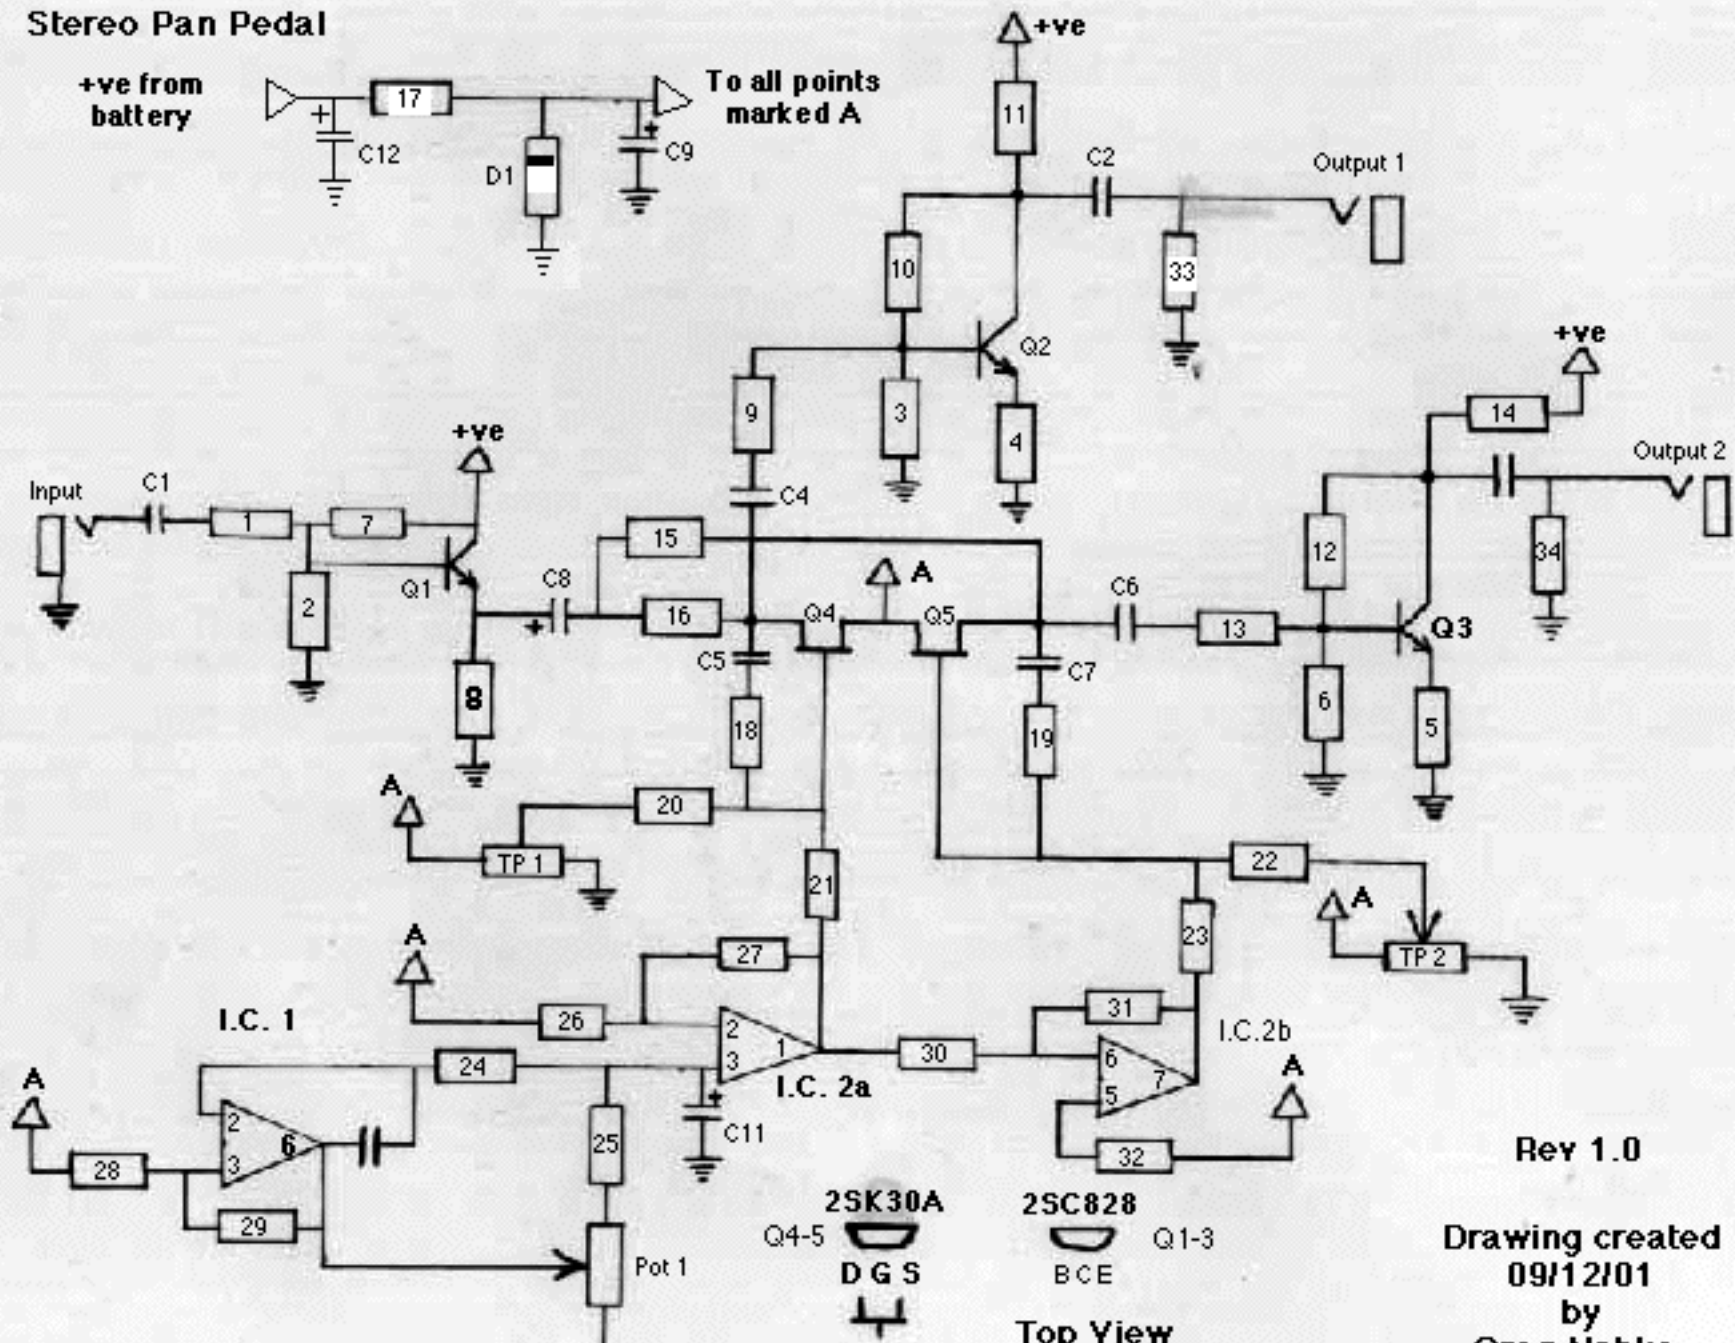 Stereo Pan Pedal
+ve from
battery
+
17
C12
D1
+
C9
To all points
marked A
+ve
11
C2
Output 1
10
33
Q2
+ve
9
3
4
14
Output 2
+ve
Input
C1
1
7
Q1
2
C8
+
15
16
C4
A
Q4
Q5
C5
C6
13
12
34
Q3
C7
8
18
19
6
5
A
20
TP 1
21
22
A
TP 2
23
A
27
26
31
I.C. 1
2
3
1
I.C. 2a
30
6
5
7
I.C.2b
A
24
A
2
3
6
25
+
C11
32
28
29
Pot 1
2SK30A
Q4-5
D G S
2SC828
Q1-3
B C E
Top View
Rev 1.0
Drawing created
09/12/01
by